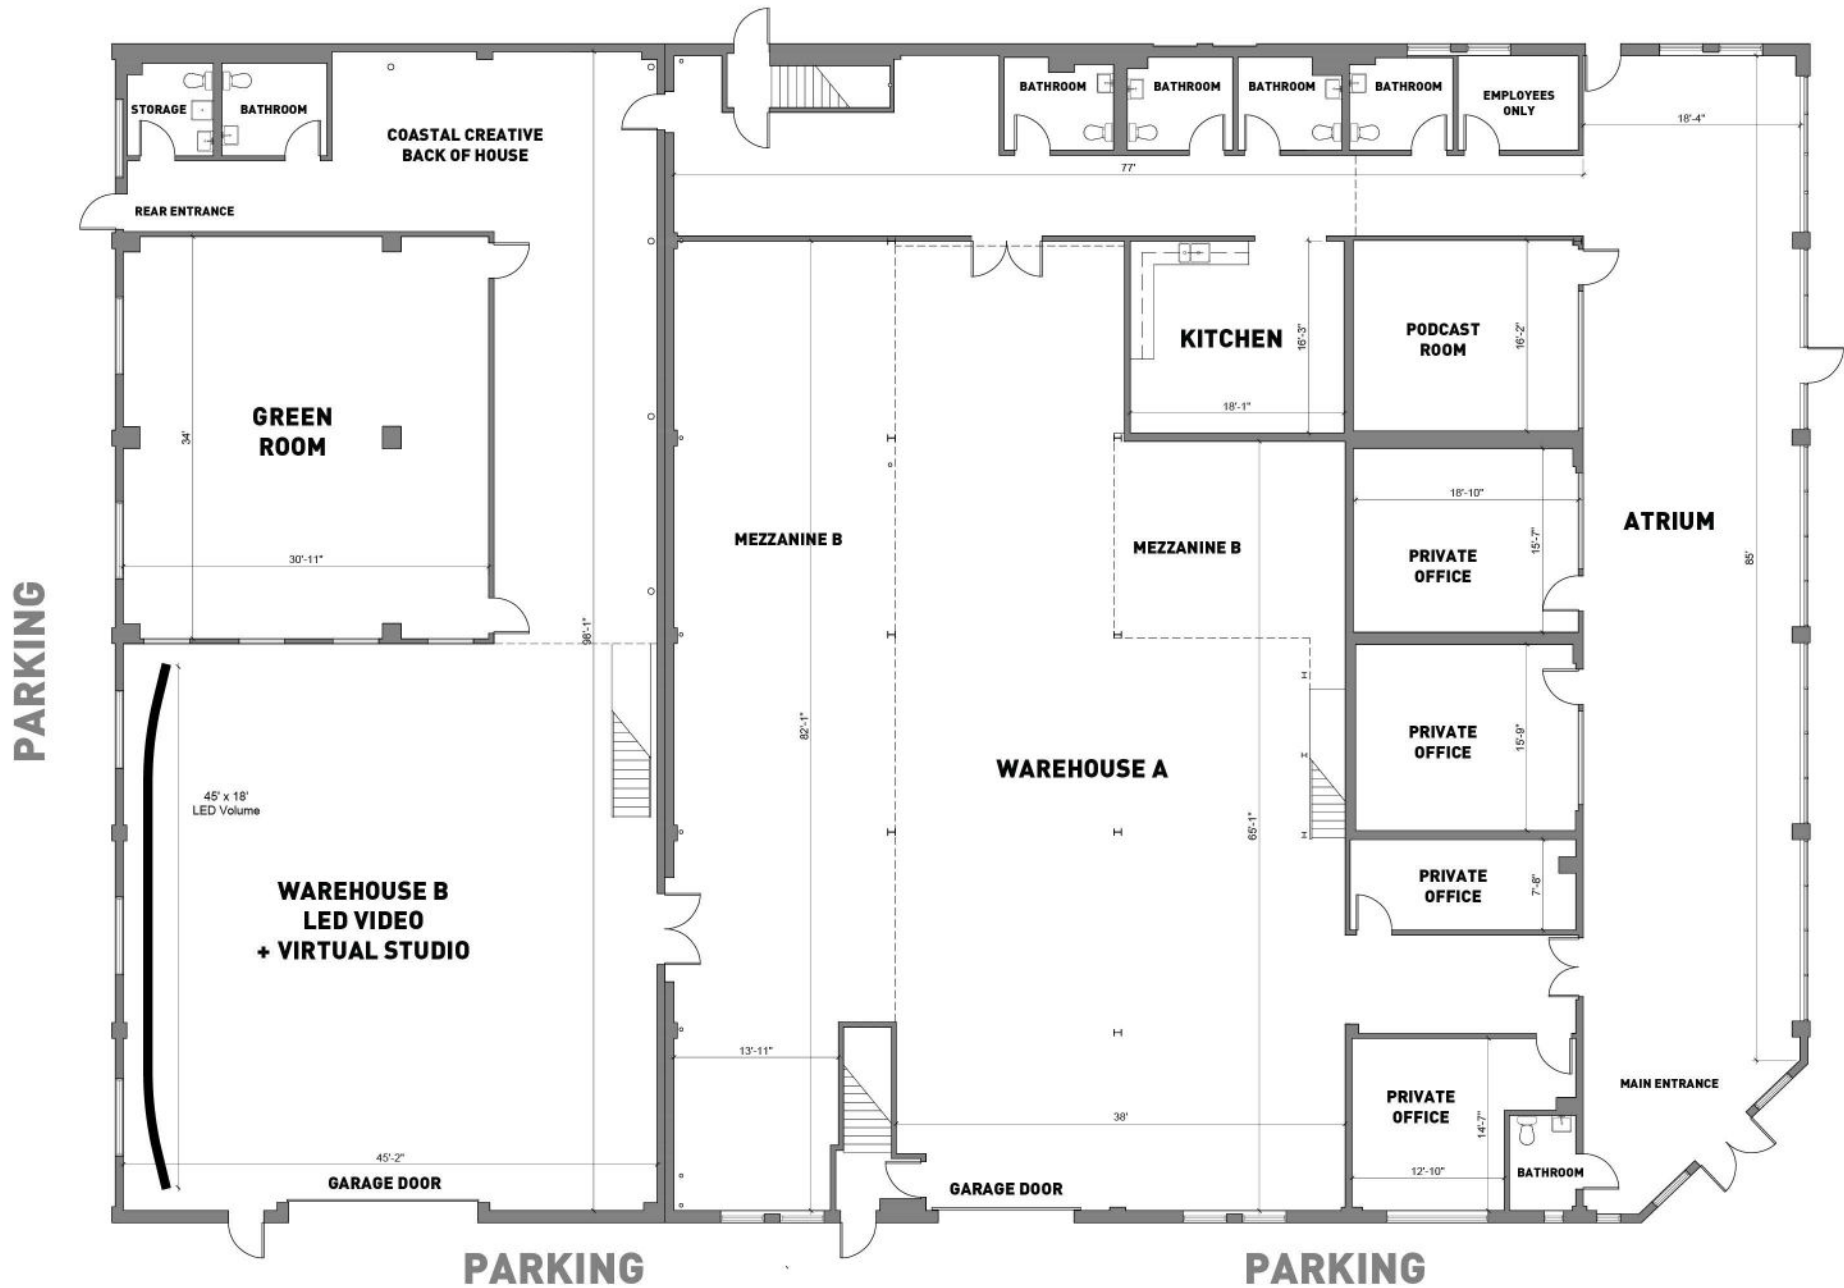 STORAGE
BATHROOM
COASTAL CREATIVE
BACK OF HOUSE
REAR ENTRANCE
BATHROOM
BATHROOM
BATHROOM
BATHROOM
EMPLOYEES
ONLY
18'-4"
77'
GREEN
ROOM
34'
30'-11"
98'-1"
MEZZANINE B
82'-1"
KITCHEN
16'-3"
18'-1"
PODCAST
ROOM
16'-2"
MEZZANINE B
65'-1"
18'-10"
PRIVATE
OFFICE
15'-7"
ATRIUM
85'
PARKING
45' x 18'
LED Volume
WAREHOUSE B
LED VIDEO
+ VIRTUAL STUDIO
45'-2"
GARAGE DOOR
WAREHOUSE A
PRIVATE
OFFICE
15'-9"
PRIVATE
OFFICE
7'-8"
13'-11"
38'
GARAGE DOOR
PRIVATE
OFFICE
14'-7"
12'-10"
BATHROOM
MAIN ENTRANCE
PARKING
PARKING